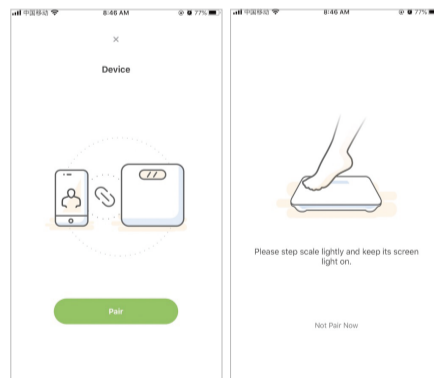 中国移动
8:46 AM
77%
×
Device
Pair
中国移动
8:46 AM
77%
Please step scale lightly and keep its screen
light on.
Not Pair Now